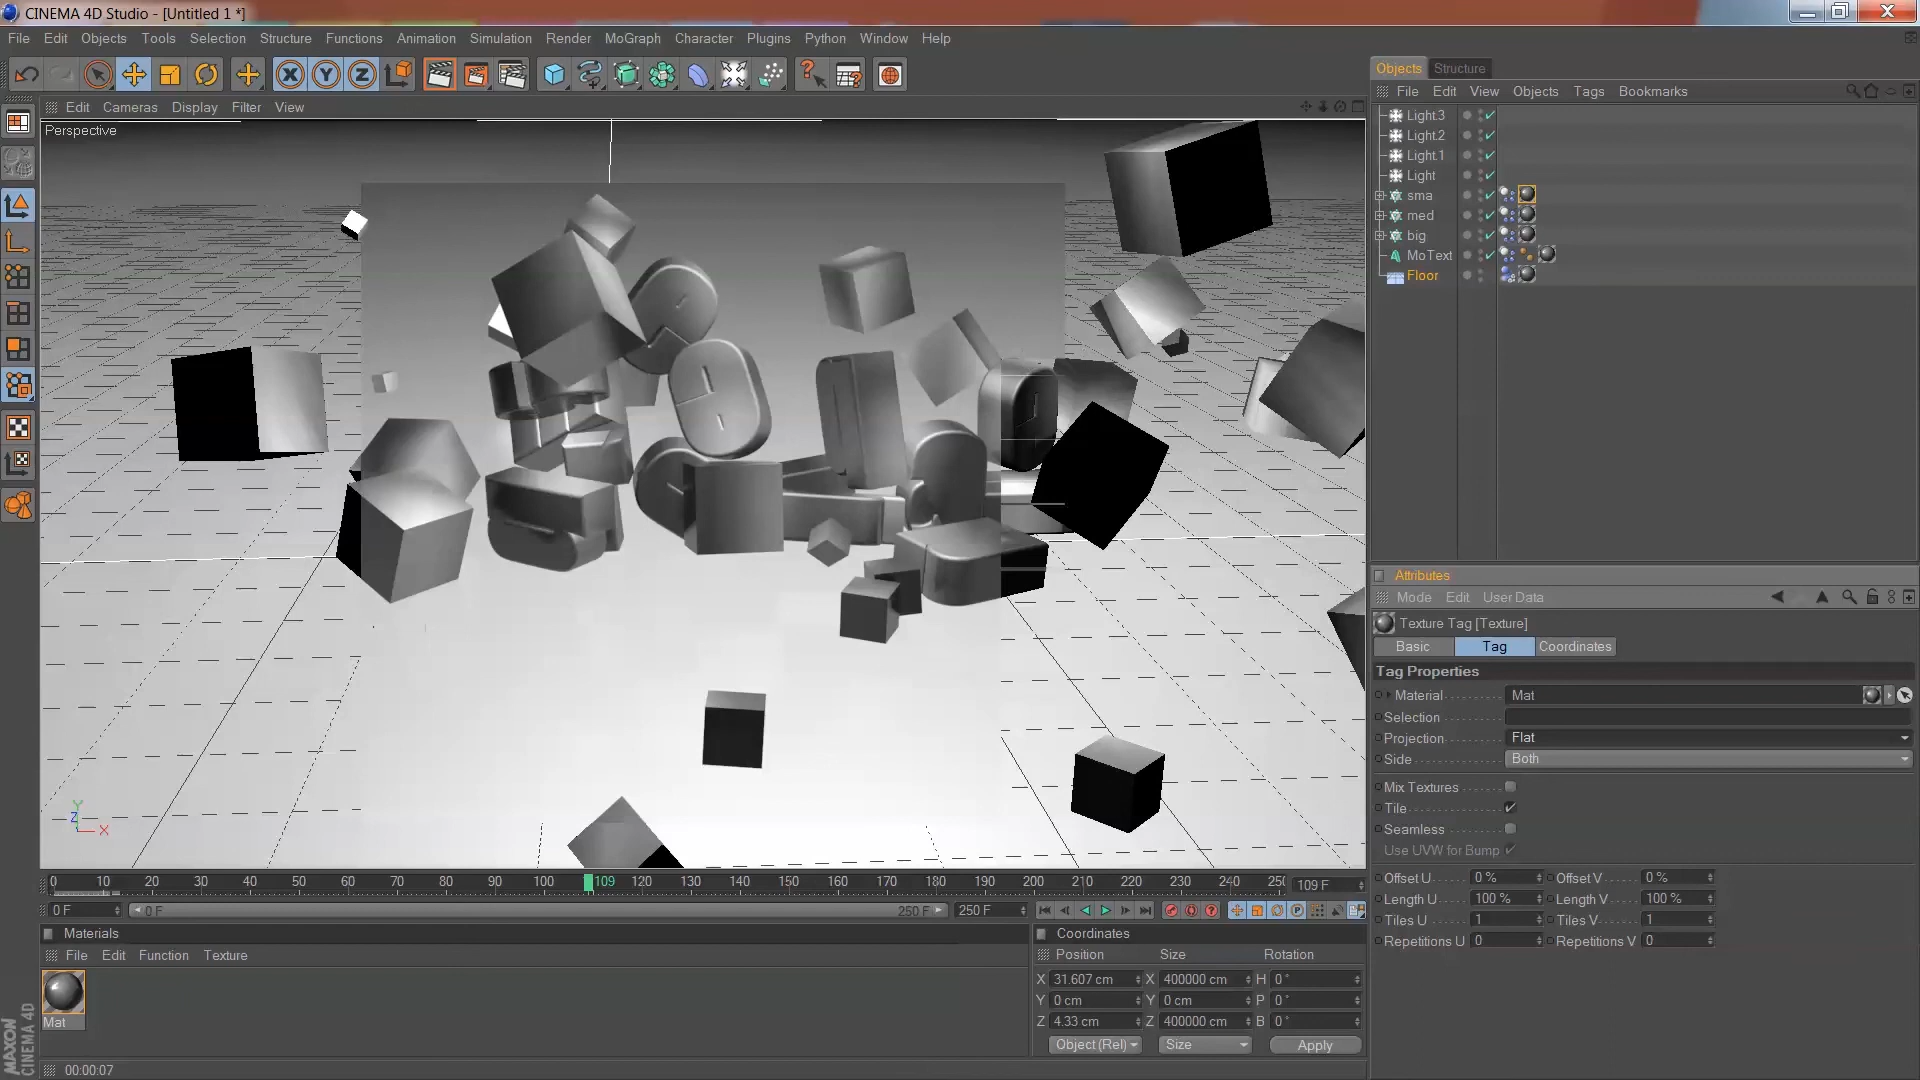 CINEMA 4D Studio - [Untitled 1 *]
File Edit Objects Tools Selection Structure Functions Animation Simulation Render MoGraph Character Plugins Python Window Help
Edit Cameras Display Filter View
Perspective
X Y Z
Y
Z
X
0 10 20 30 40 50 60 70 80 90 100 109 120 130 140 150 160 170 180 190 200 210 220 230 240 250 109 F
0 F 0 F 250 F 250 F
Materials
File Edit Function Texture
Mat
Coordinates
Position Size Rotation
X 31.607 cm X 400000 cm H 0 °
Y 0 cm Y 0 cm P 0 °
Z 4.33 cm Z 400000 cm B 0 °
Object (Rel) Size Apply
MAXON
CINEMA 4D
00:00:07
Objects Structure
File Edit View Objects Tags Bookmarks
Light.3
Light.2
Light.1
Light
sma
med
big
MoText
Floor
Attributes
Mode Edit User Data
Texture Tag [Texture]
Basic Tag Coordinates
Tag Properties
Material Mat
Selection
Projection Flat
Side Both
Mix Textures
Tile
Seamless
Use UVW for Bump
Offset U 0 % Offset V 0 %
Length U 100 % Length V 100 %
Tiles U 1 Tiles V 1
Repetitions U 0 Repetitions V 0